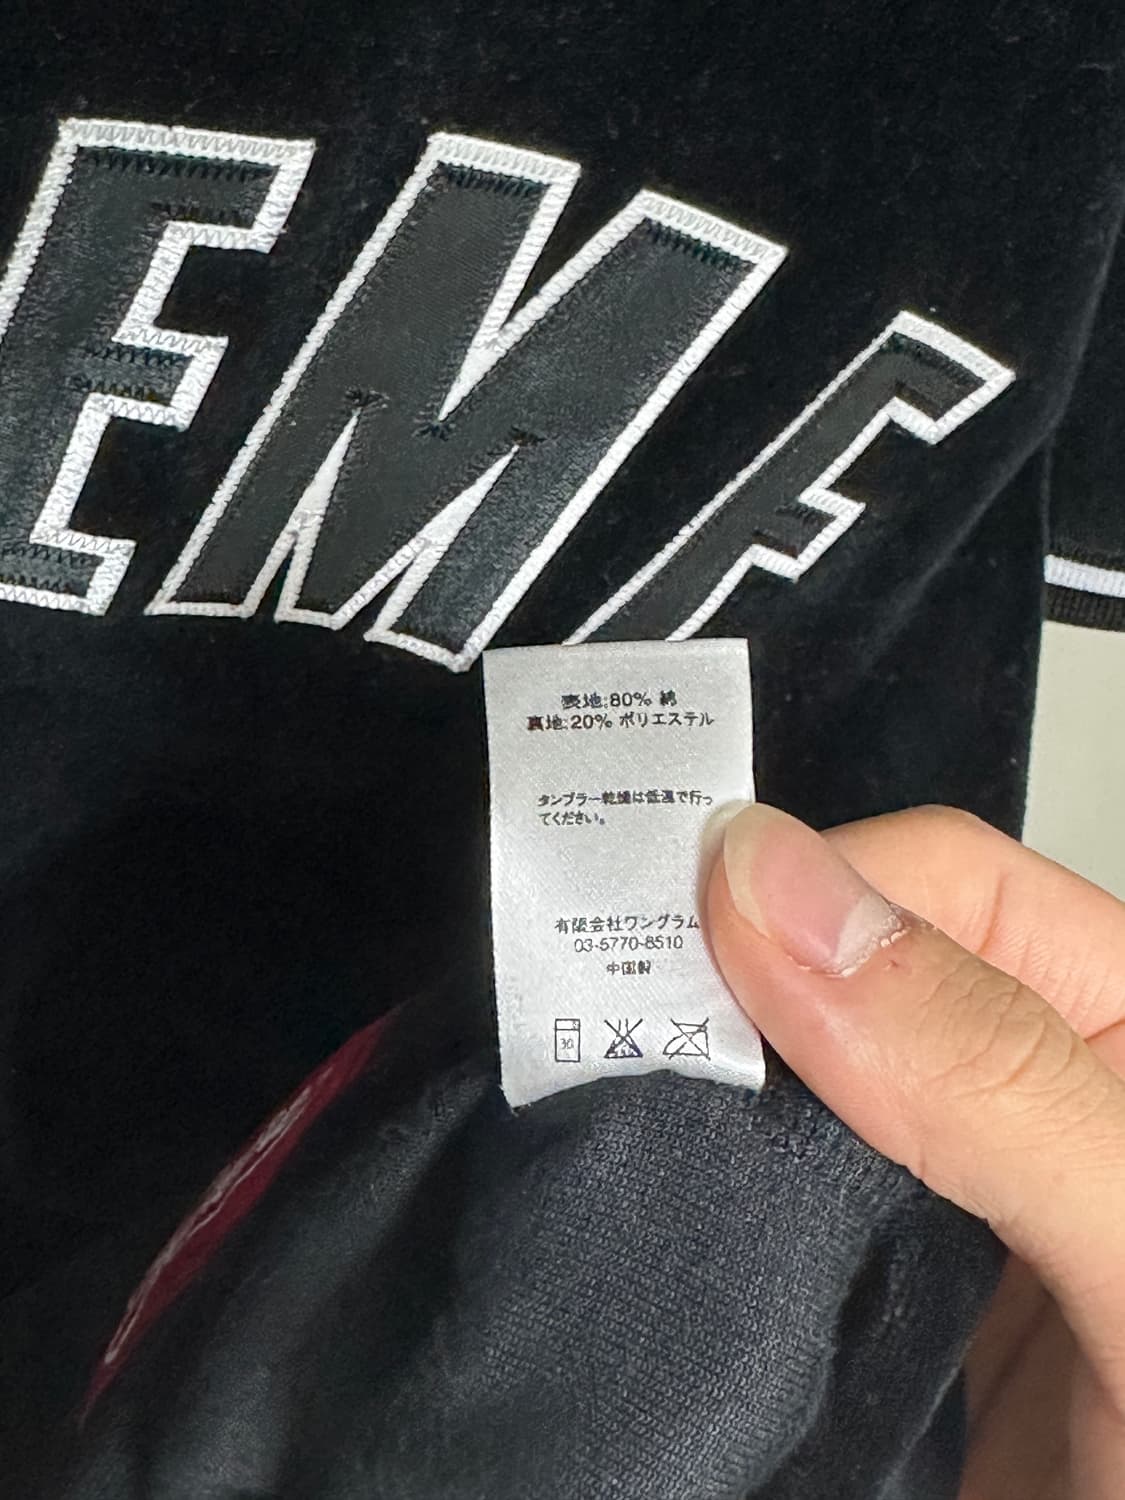 EME
表地:80% 綿
裏地:20% ポリエステル
タンブラー乾燥は低温で行っ
てください。
有限会社ワングラム
03-5770-8510
中国製
30